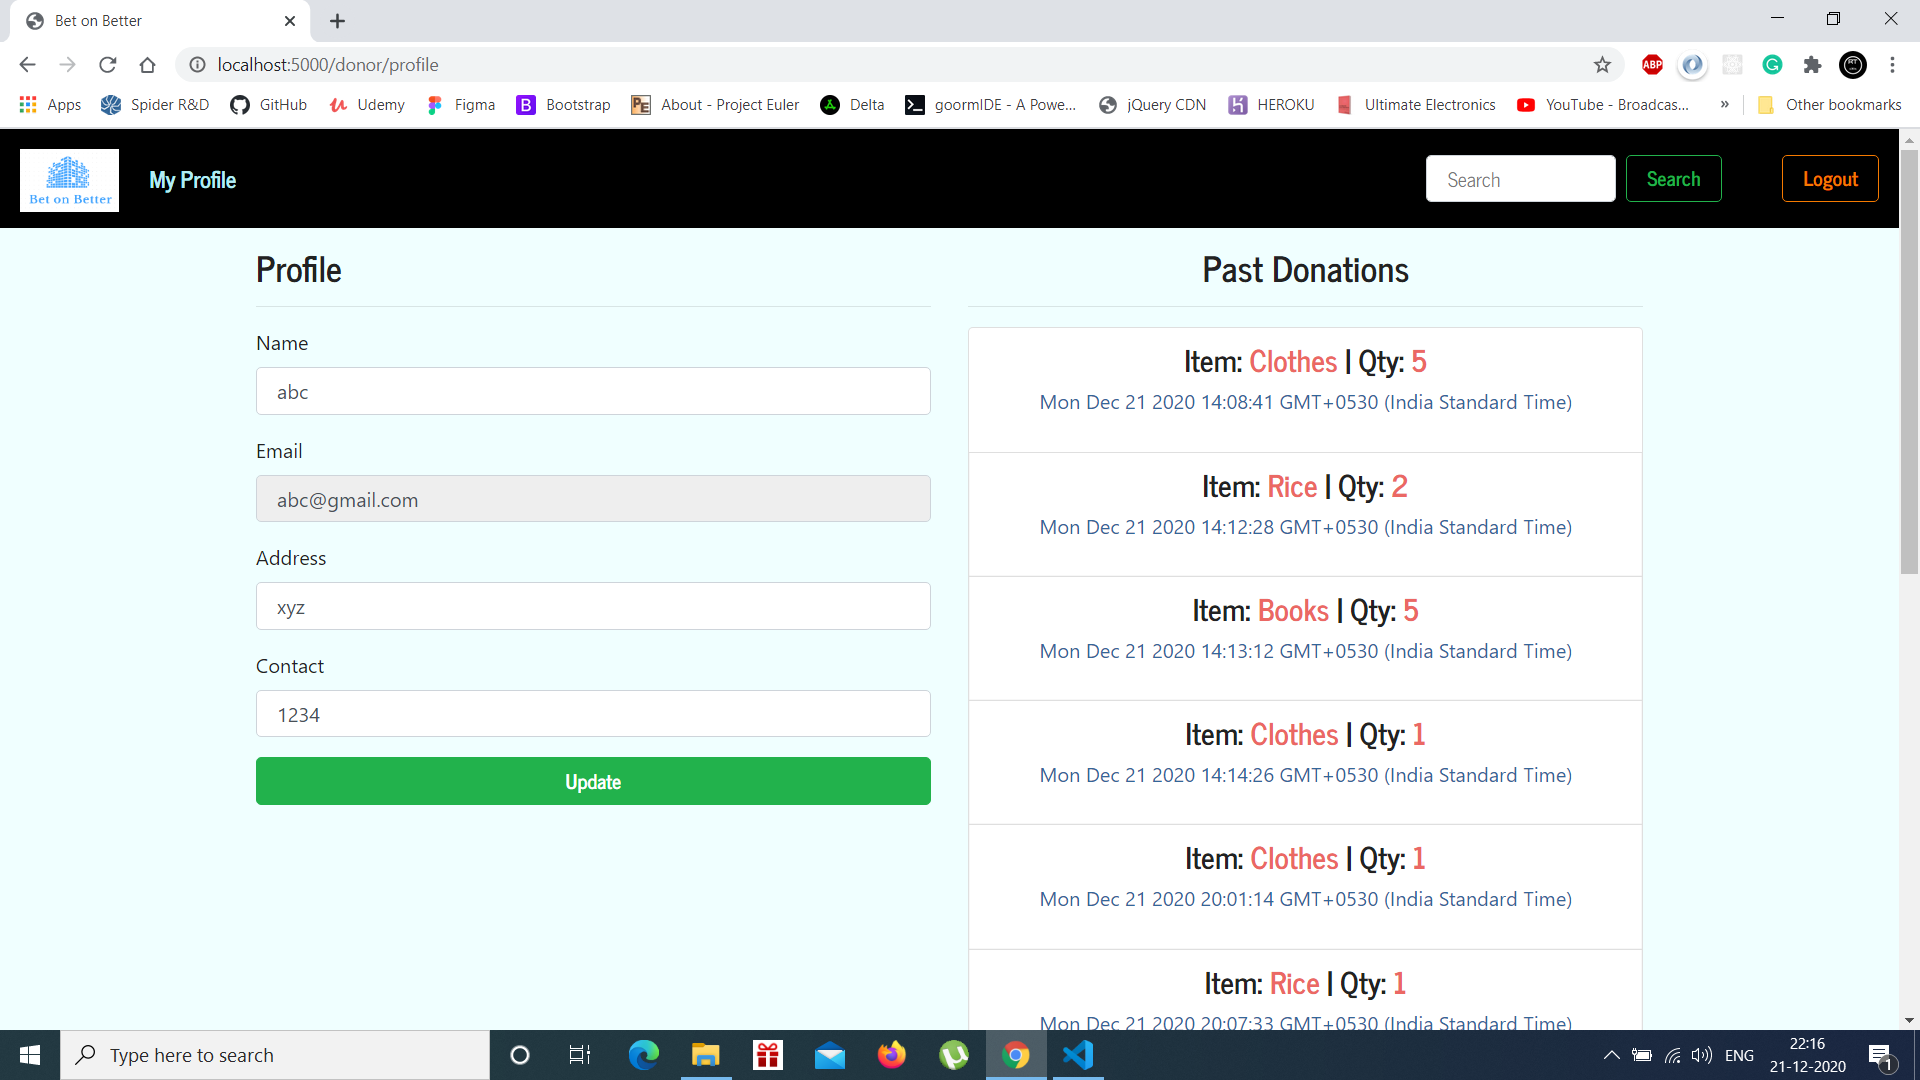 Bet on Better
localhost:5000/donor/profile
ABP
Apps
Spider R&D
GitHub
Udemy
Figma
Bootstrap
About - Project Euler
Delta
goormIDE - A Powe...
jQuery CDN
HEROKU
Ultimate Electronics
YouTube - Broadcas...
»
Other bookmarks
Bet on Better
My Profile
Search
Search
Logout
Profile
Name
abc
Email
abc@gmail.com
Address
xyz
Contact
1234
Update
Past Donations
Item: Clothes | Qty: 5
Mon Dec 21 2020 14:08:41 GMT+0530 (India Standard Time)
Item: Rice | Qty: 2
Mon Dec 21 2020 14:12:28 GMT+0530 (India Standard Time)
Item: Books | Qty: 5
Mon Dec 21 2020 14:13:12 GMT+0530 (India Standard Time)
Item: Clothes | Qty: 1
Mon Dec 21 2020 14:14:26 GMT+0530 (India Standard Time)
Item: Clothes | Qty: 1
Mon Dec 21 2020 20:01:14 GMT+0530 (India Standard Time)
Item: Rice | Qty: 1
Mon Dec 21 2020 20:07:33 GMT+0530 (India Standard Time)
Type here to search
ENG
22:16
21-12-2020
1